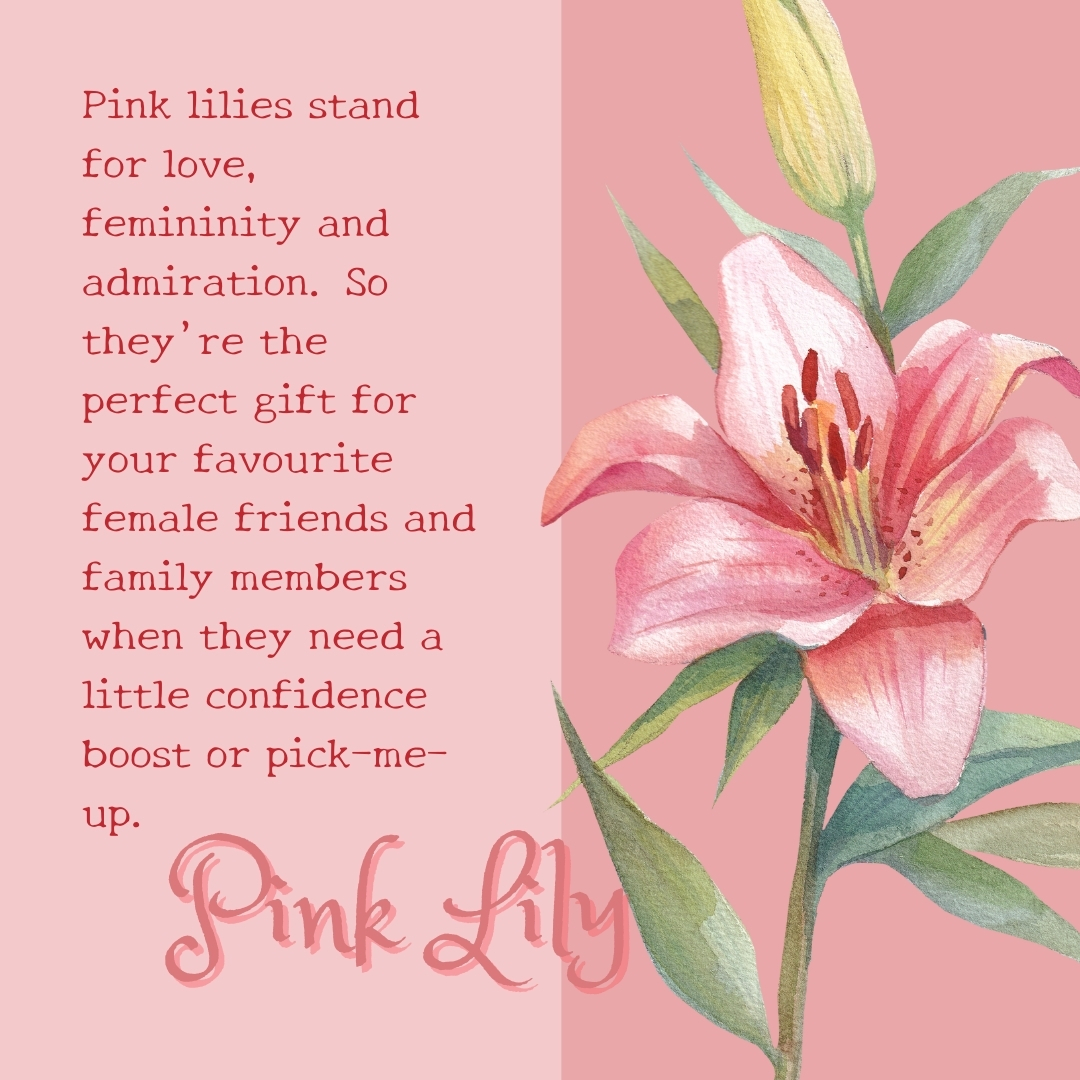 Pink lilies stand
for love,
femininity and
admiration. So
they're the
perfect gift for
your favourite
female friends and
family members
when they need a
little confidence
boost or pick-me-
up.
Pink Lily